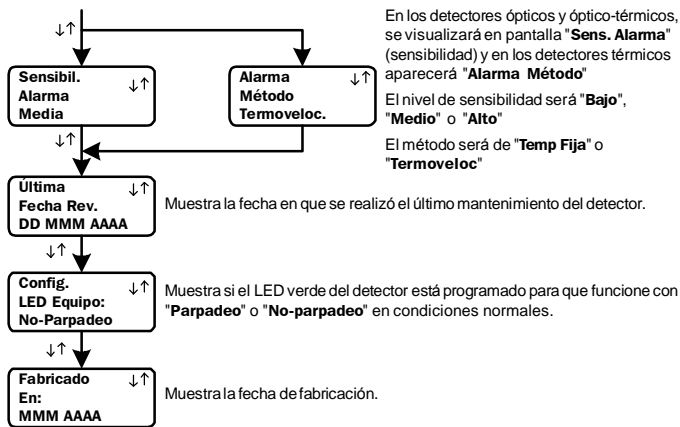 En los detectores ópticos y óptico-térmicos,
se visualizará en pantalla "Sens. Alarma"
(sensibilidad) y en los detectores térmicos
aparecerá "Alarma Método"
El nivel de sensibilidad será "Bajo",
"Medio" o "Alto"
El método será de "Temp Fija" o
"Termoveloc"
↓↑
Sensibil. ↓↑
Alarma
Media
Alarma ↓↑
Método
Termoveloc.
↓↑
Última ↓↑
Fecha Rev.
DD MMM AAAA
Muestra la fecha en que se realizó el último mantenimiento del detector.
↓↑
Config. ↓↑
LED Equipo:
No-Parpadeo
Muestra si el LED verde del detector está programado para que funcione con
"Parpadeo" o "No-parpadeo" en condiciones normales.
↓↑
Fabricado ↓↑
En:
MMM AAAA
Muestra la fecha de fabricación.